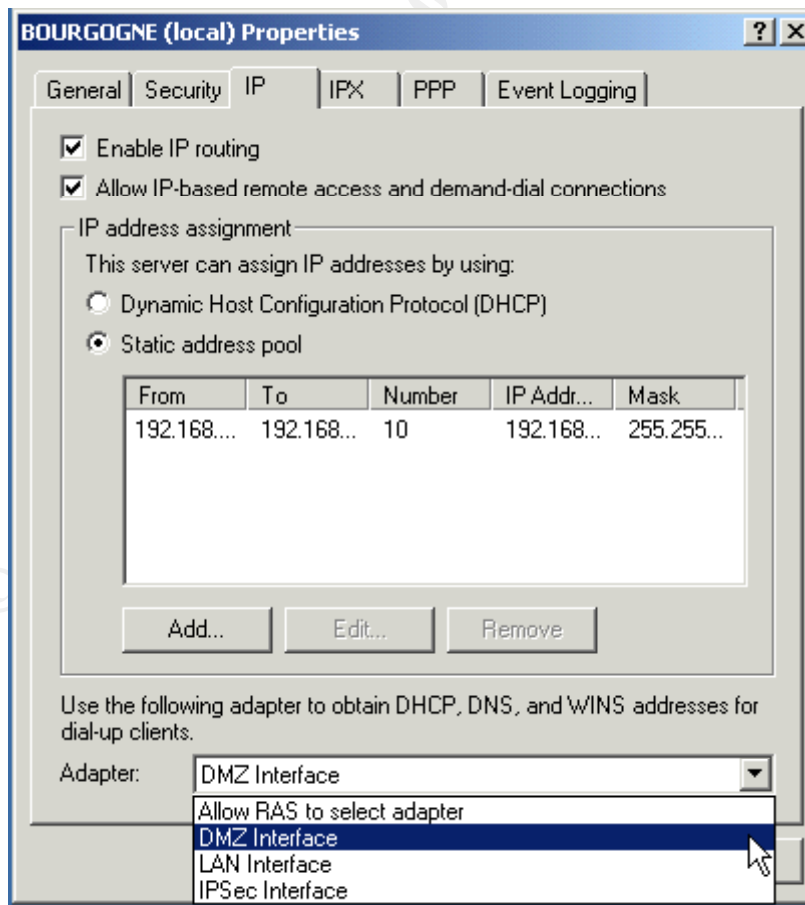 BOURGOGNE (local) Properties ? X
General Security IP IPX PPP Event Logging
Enable IP routing
Allow IP-based remote access and demand-dial connections
IP address assignment
This server can assign IP addresses by using:
Dynamic Host Configuration Protocol (DHCP)
Static address pool
From To Number IP Addr... Mask
192.168.... 192.168... 10 192.168... 255.255...
Add... Edit... Remove
Use the following adapter to obtain DHCP, DNS, and WINS addresses for
dial-up clients.
Adapter: DMZ Interface
Allow RAS to select adapter
DMZ Interface
LAN Interface
IPSec Interface